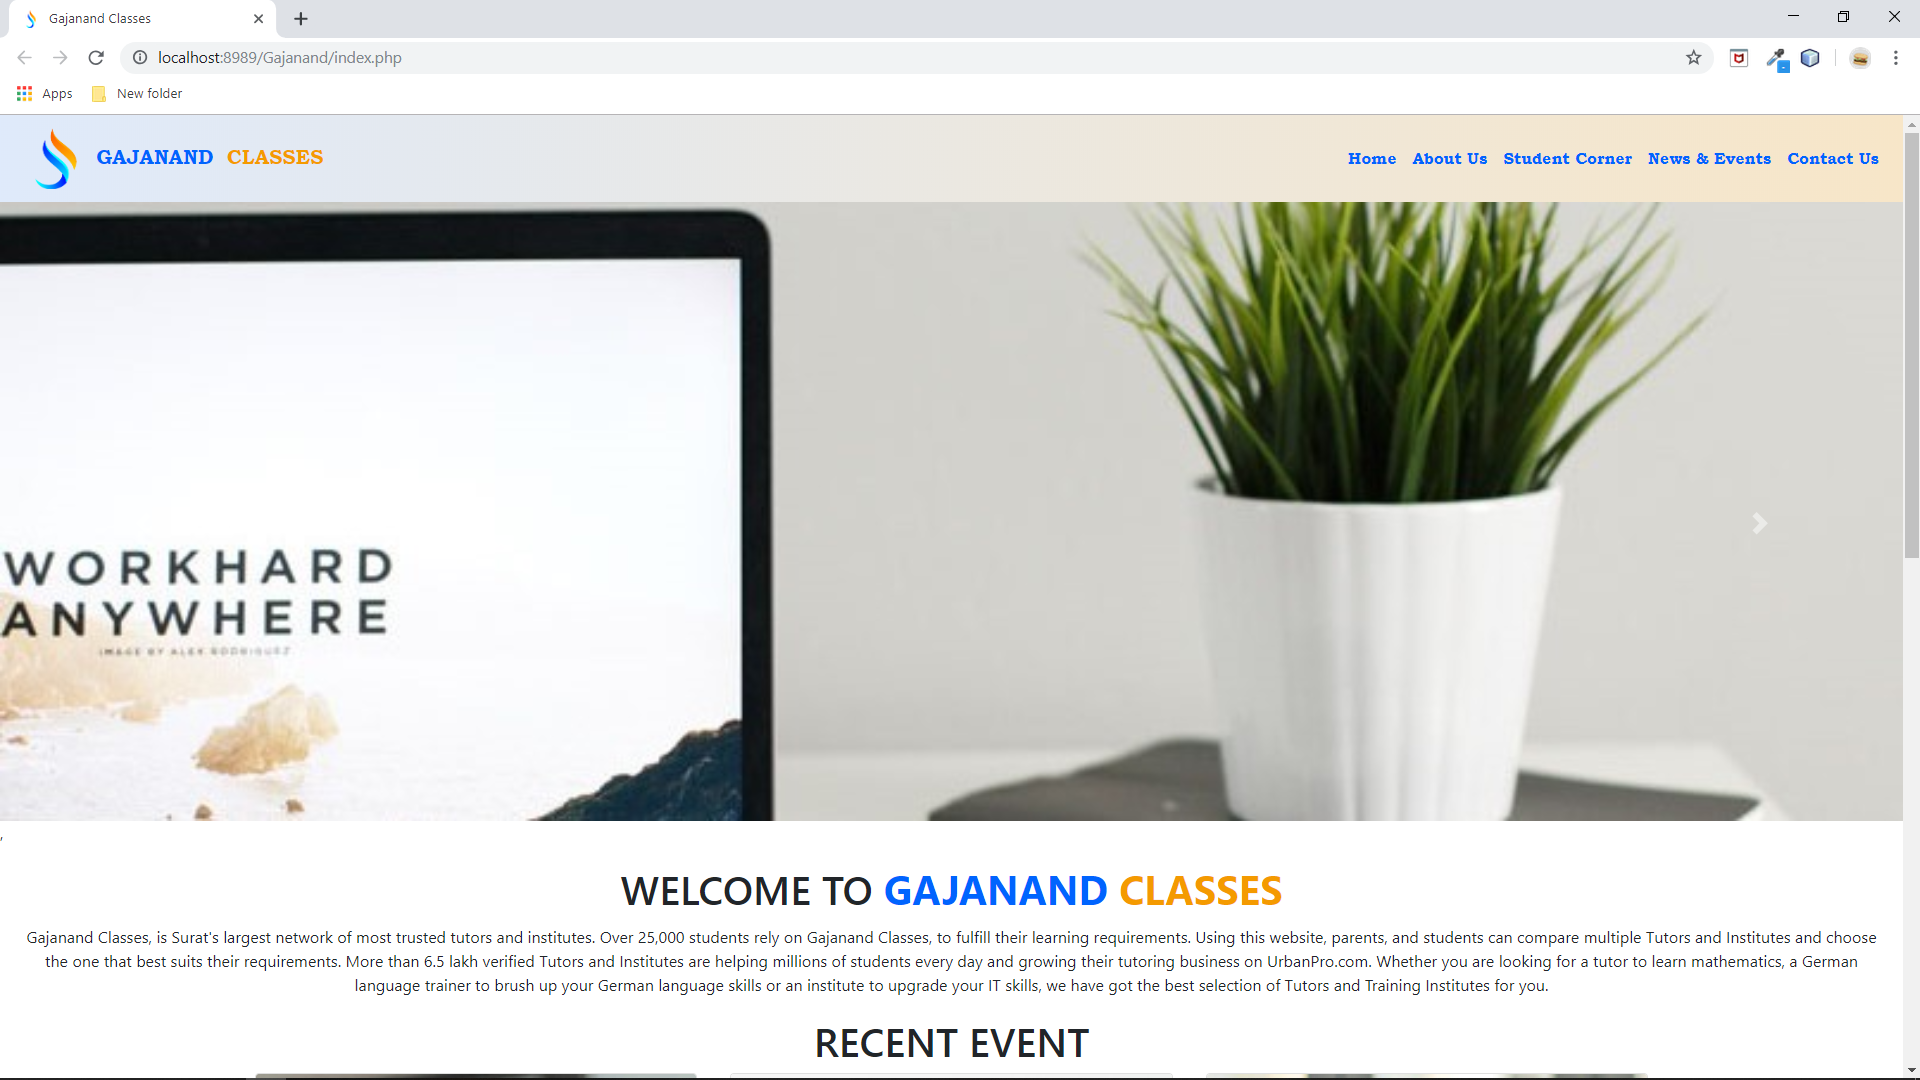 Gajanand Classes
localhost:8989/Gajanand/index.php
Apps New folder
GAJANAND CLASSES Home About Us Student Corner News & Events Contact Us
WORKHARD
ANYWHERE
IMAGE BY ALEX RODRIGUEZ
,
WELCOME TO GAJANAND CLASSES
Gajanand Classes, is Surat's largest network of most trusted tutors and institutes. Over 25,000 students rely on Gajanand Classes, to fulfill their learning requirements. Using this website, parents, and students can compare multiple Tutors and Institutes and choose
the one that best suits their requirements. More than 6.5 lakh verified Tutors and Institutes are helping millions of students every day and growing their tutoring business on UrbanPro.com. Whether you are looking for a tutor to learn mathematics, a German
language trainer to brush up your German language skills or an institute to upgrade your IT skills, we have got the best selection of Tutors and Training Institutes for you.
RECENT EVENT